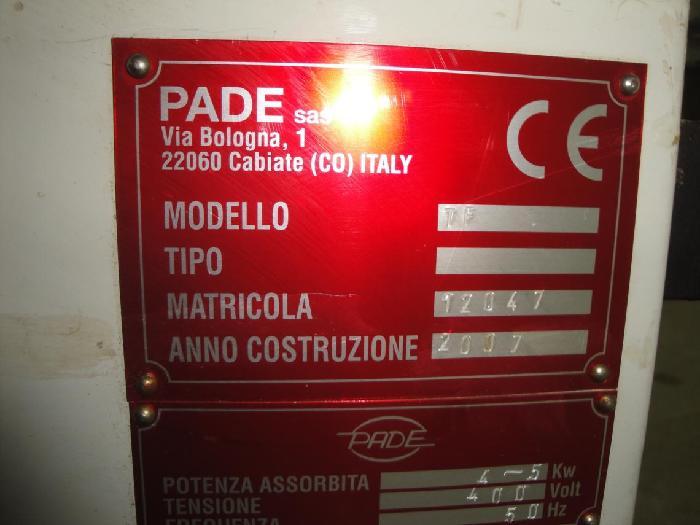 PADE sas
Via Bologna, 1
22060 Cabiate (CO) ITALY
CE
MODELLO TF
TIPO
MATRICOLA 12047
ANNO COSTRUZIONE 2007
PADE
POTENZA ASSORBITA 4-5 Kw
TENSIONE 400 Volt
FREQUENZA 50 Hz